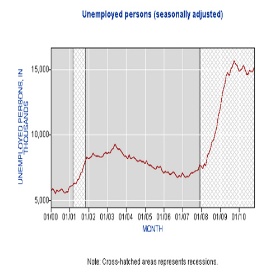 Unemployed persons (seasonally adjusted)
UNEMPLOYED PERSONS, IN
THOUSANDS
15,000
10,000
5,000
01/00 01/01 01/02 01/03 01/04 01/05 01/06 01/07 01/08 01/09 01/10
MONTH
Note: Cross-hatched areas represents recessions.